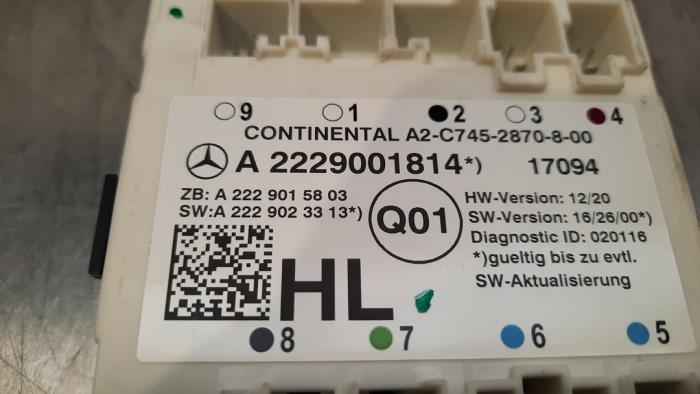 9 1 2 3 4
CONTINENTAL A2-C745-2870-8-00
A 2229001814*) 17094
ZB: A 222 901 58 03
SW:A 222 902 33 13*)
Q01
HW-Version: 12/20
SW-Version: 16/26/00*)
Diagnostic ID: 020116
*)gueltig bis zu evtl.
SW-Aktualisierung
HL
8 7 6 5